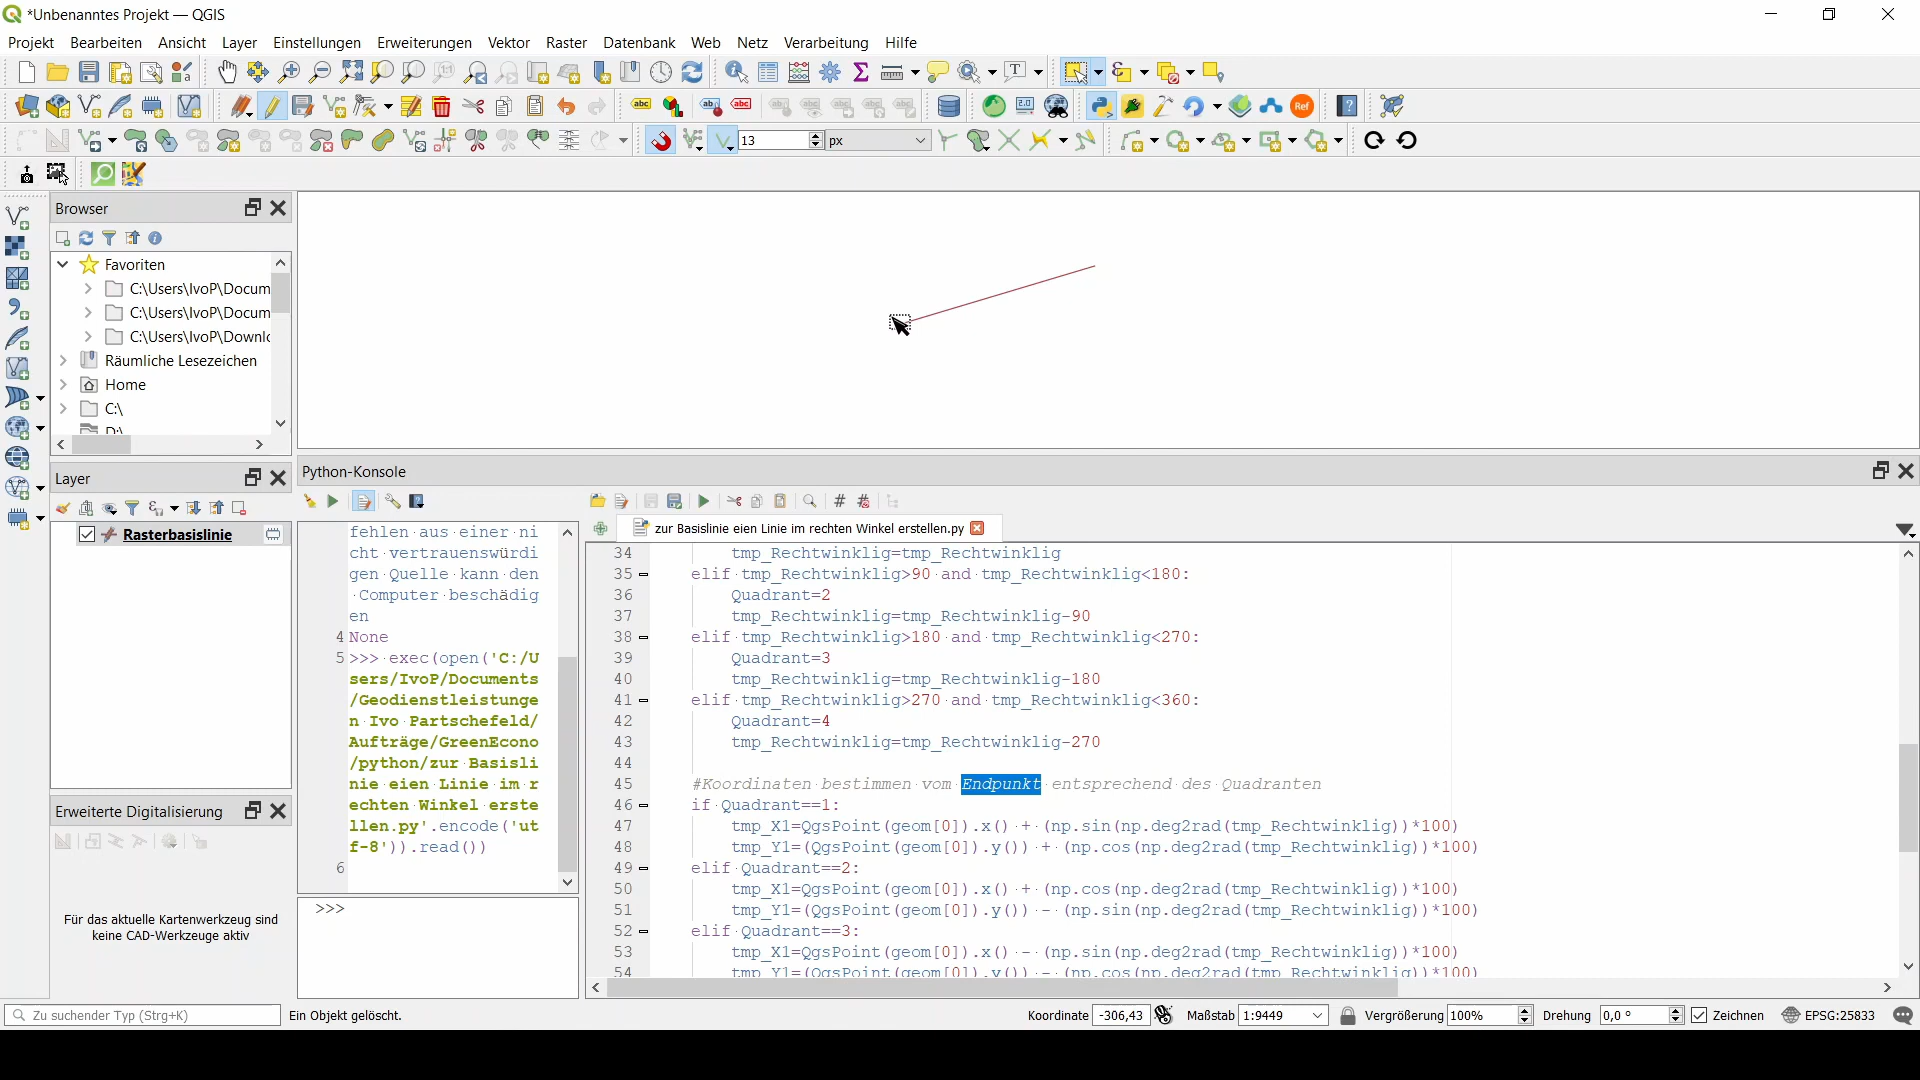 *Unbenanntes Projekt — QGIS
Projekt Bearbeiten Ansicht Layer Einstellungen Erweiterungen Vektor Raster Datenbank Web Netz Verarbeitung Hilfe
13 px
Browser
Favoriten
C:\Users\IvoP\Docum
C:\Users\IvoP\Docum
C:\Users\IvoP\Downlo
Räumliche Lesezeichen
Home
C:\
D:\
Layer
Rasterbasislinie
Erweiterte Digitalisierung
Für das aktuelle Kartenwerkzeug sind
keine CAD-Werkzeuge aktiv
Python-Konsole
fehlen aus einer ni
cht vertrauenswürdi
gen Quelle kann den
Computer beschädig
en
4 None
5 >>> exec(open('C:/U
sers/IvoP/Documents
/Geodienstleistunge
n Ivo Partschefeld/
Aufträge/GreenEcono
/python/zur Basisli
nie eien Linie im r
echten Winkel erste
llen.py'.encode('ut
f-8')).read())
6
>>>
zur Basislinie eien Linie im rechten Winkel erstellen.py
34 tmp_Rechtwinklig=tmp_Rechtwinklig
35 elif tmp_Rechtwinklig>90 and tmp_Rechtwinklig<180:
36 Quadrant=2
37 tmp_Rechtwinklig=tmp_Rechtwinklig-90
38 elif tmp_Rechtwinklig>180 and tmp_Rechtwinklig<270:
39 Quadrant=3
40 tmp_Rechtwinklig=tmp_Rechtwinklig-180
41 elif tmp_Rechtwinklig>270 and tmp_Rechtwinklig<360:
42 Quadrant=4
43 tmp_Rechtwinklig=tmp_Rechtwinklig-270
44
45 #Koordinaten bestimmen vom Endpunkt entsprechend des Quadranten
46 if Quadrant==1:
47 tmp_X1=QgsPoint(geom[0]).x() + (np.sin(np.deg2rad(tmp_Rechtwinklig))*100)
48 tmp_Y1=(QgsPoint(geom[0]).y()) + (np.cos(np.deg2rad(tmp_Rechtwinklig))*100)
49 elif Quadrant==2:
50 tmp_X1=QgsPoint(geom[0]).x() + (np.cos(np.deg2rad(tmp_Rechtwinklig))*100)
51 tmp_Y1=(QgsPoint(geom[0]).y()) - (np.sin(np.deg2rad(tmp_Rechtwinklig))*100)
52 elif Quadrant==3:
53 tmp_X1=QgsPoint(geom[0]).x() - (np.sin(np.deg2rad(tmp_Rechtwinklig))*100)
54 tmp_Y1=(QgsPoint(geom[0]).y()) - (np.cos(np.deg2rad(tmp_Rechtwinklig))*100)
Zu suchender Typ (Strg+K) Ein Objekt gelöscht. Koordinate -306,43 Maßstab 1:9449 Vergrößerung 100% Drehung 0,0 ° Zeichnen EPSG:25833